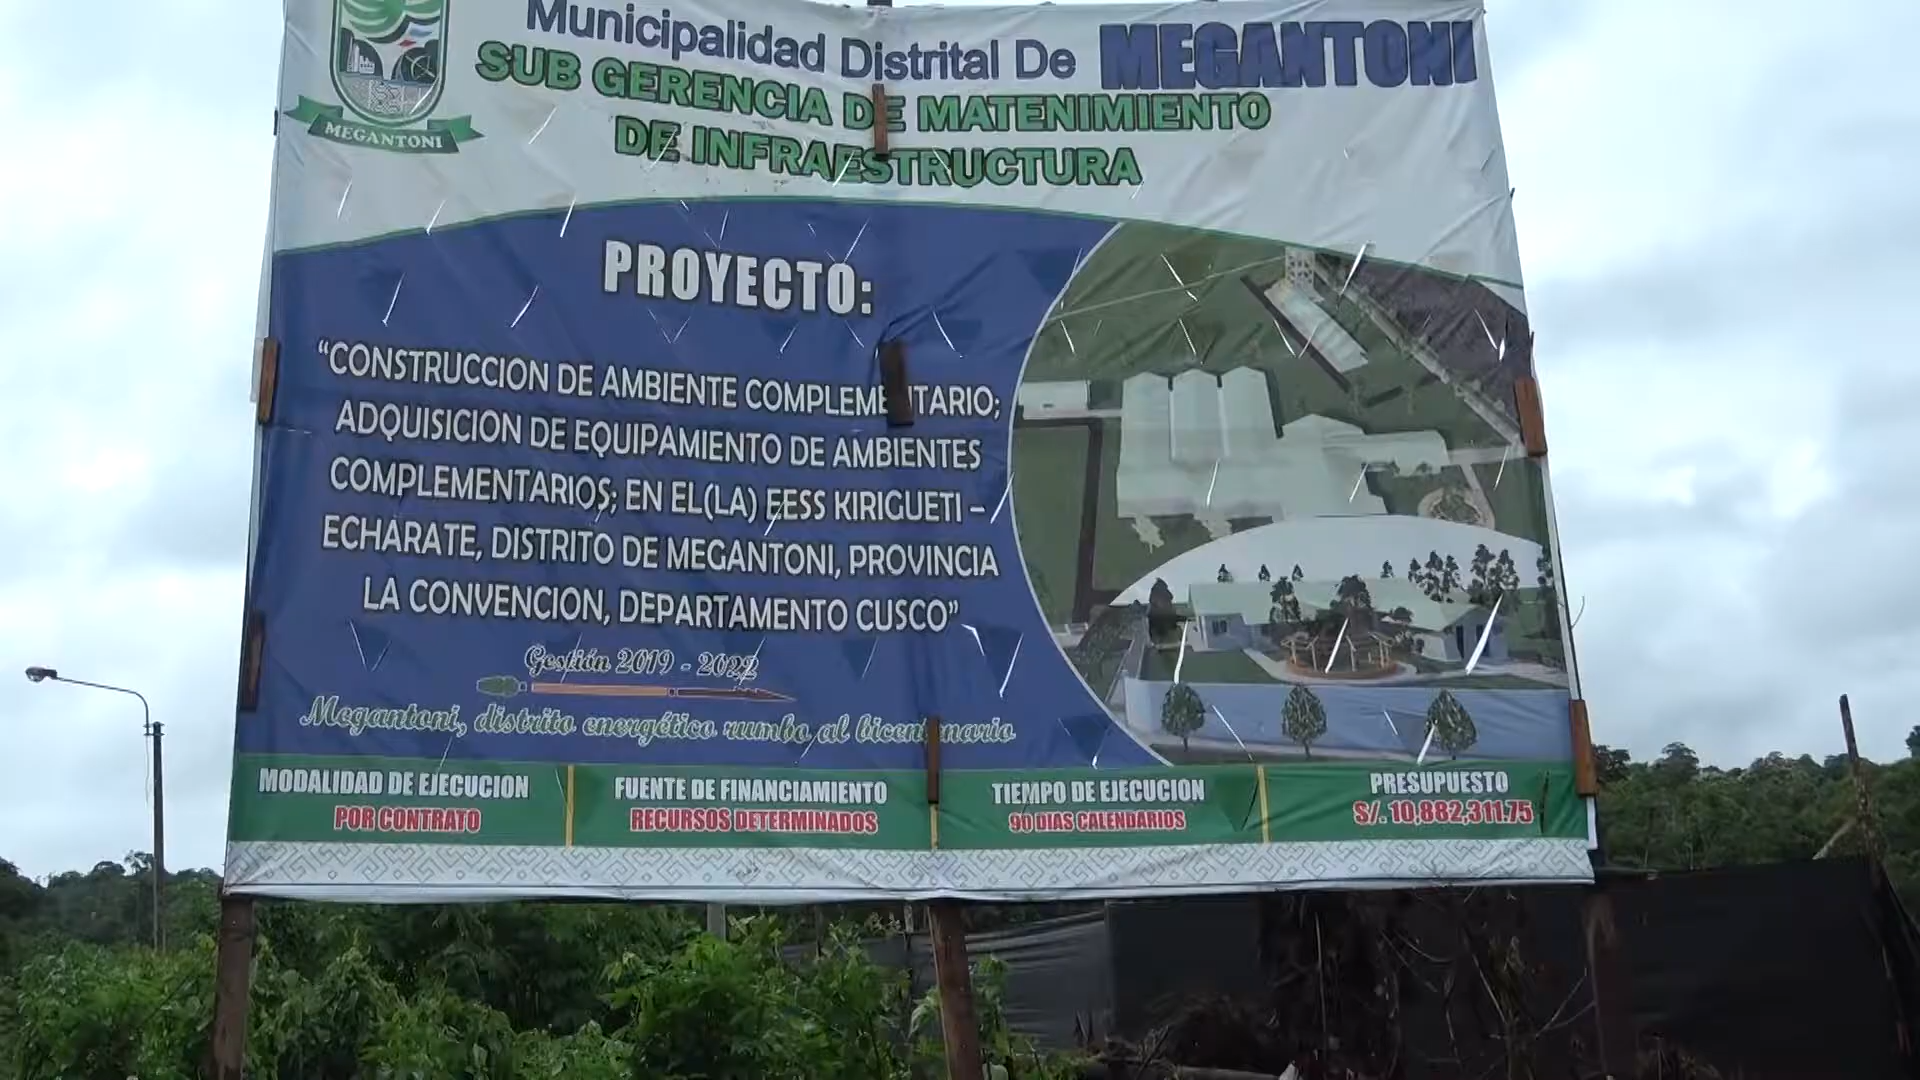 Municipalidad Distrital De MEGANTONI
SUB GERENCIA DE MATENIMIENTO
DE INFRAESTRUCTURA
MEGANTONI
PROYECTO:
“CONSTRUCCION DE AMBIENTE COMPLEMENTARIO;
ADQUISICION DE EQUIPAMIENTO DE AMBIENTES
COMPLEMENTARIOS; EN EL(LA) EESS KIRIGUETI –
ECHARATE, DISTRITO DE MEGANTONI, PROVINCIA
LA CONVENCION, DEPARTAMENTO CUSCO”
Gestión 2019 - 2022
Megantoni, distrito energético rumbo al bicentenario
MODALIDAD DE EJECUCION
POR CONTRATO
FUENTE DE FINANCIAMIENTO
RECURSOS DETERMINADOS
TIEMPO DE EJECUCION
90 DIAS CALENDARIOS
PRESUPUESTO
S/. 10,882,311.75